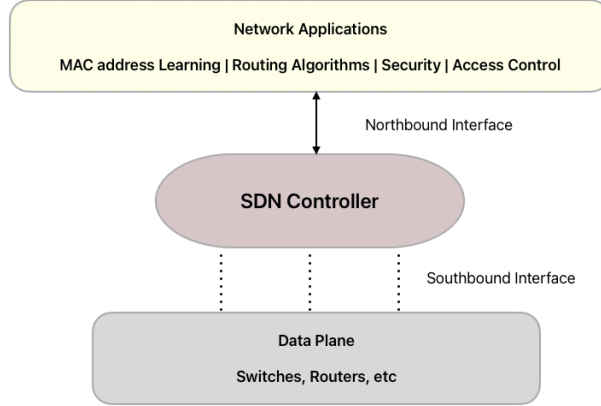 Network Applications
MAC address Learning | Routing Algorithms | Security | Access Control
Northbound Interface
SDN Controller
Southbound Interface
Data Plane
Switches, Routers, etc